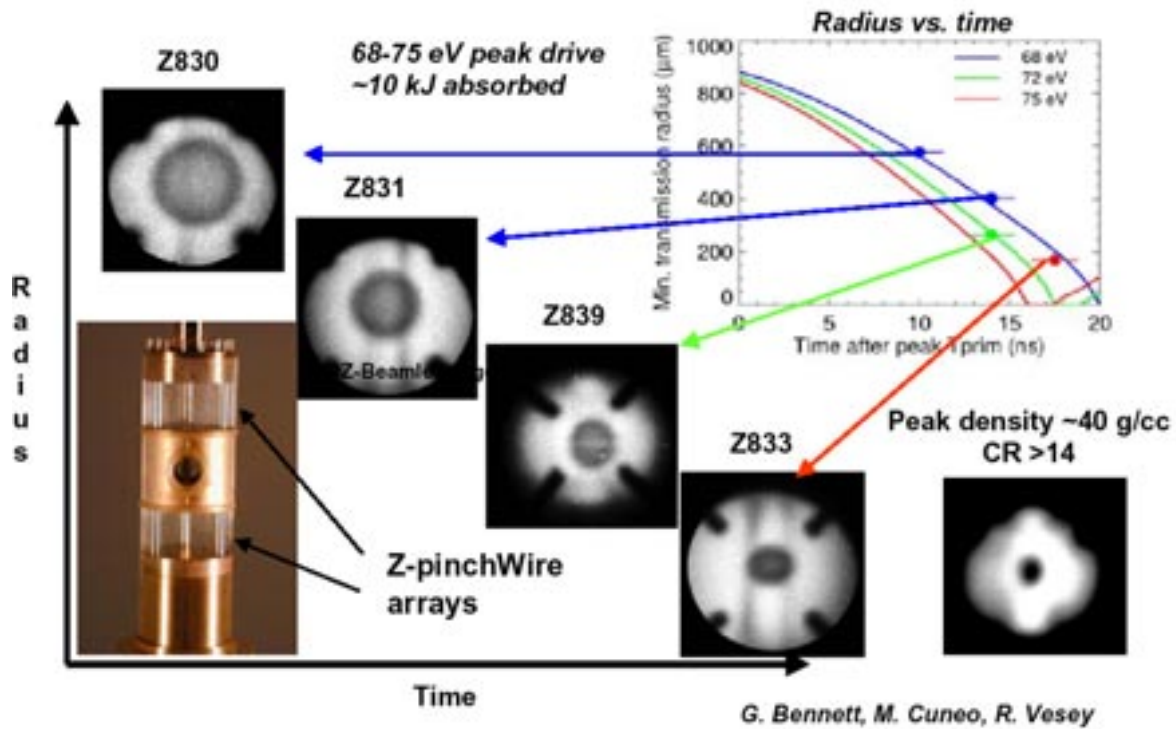 Radius vs. time
Z830
68-75 eV peak drive
~10 kJ absorbed
Min. transmission radius (µm)
1000
800
600
400
200
0
68 eV
72 eV
75 eV
0
5
10
15
20
Time after peak Tprim (ns)
Z831
Z839
Z833
Peak density ~40 g/cc
CR >14
Radius
Z-pinchWire
arrays
Time
G. Bennett, M. Cuneo, R. Vesey